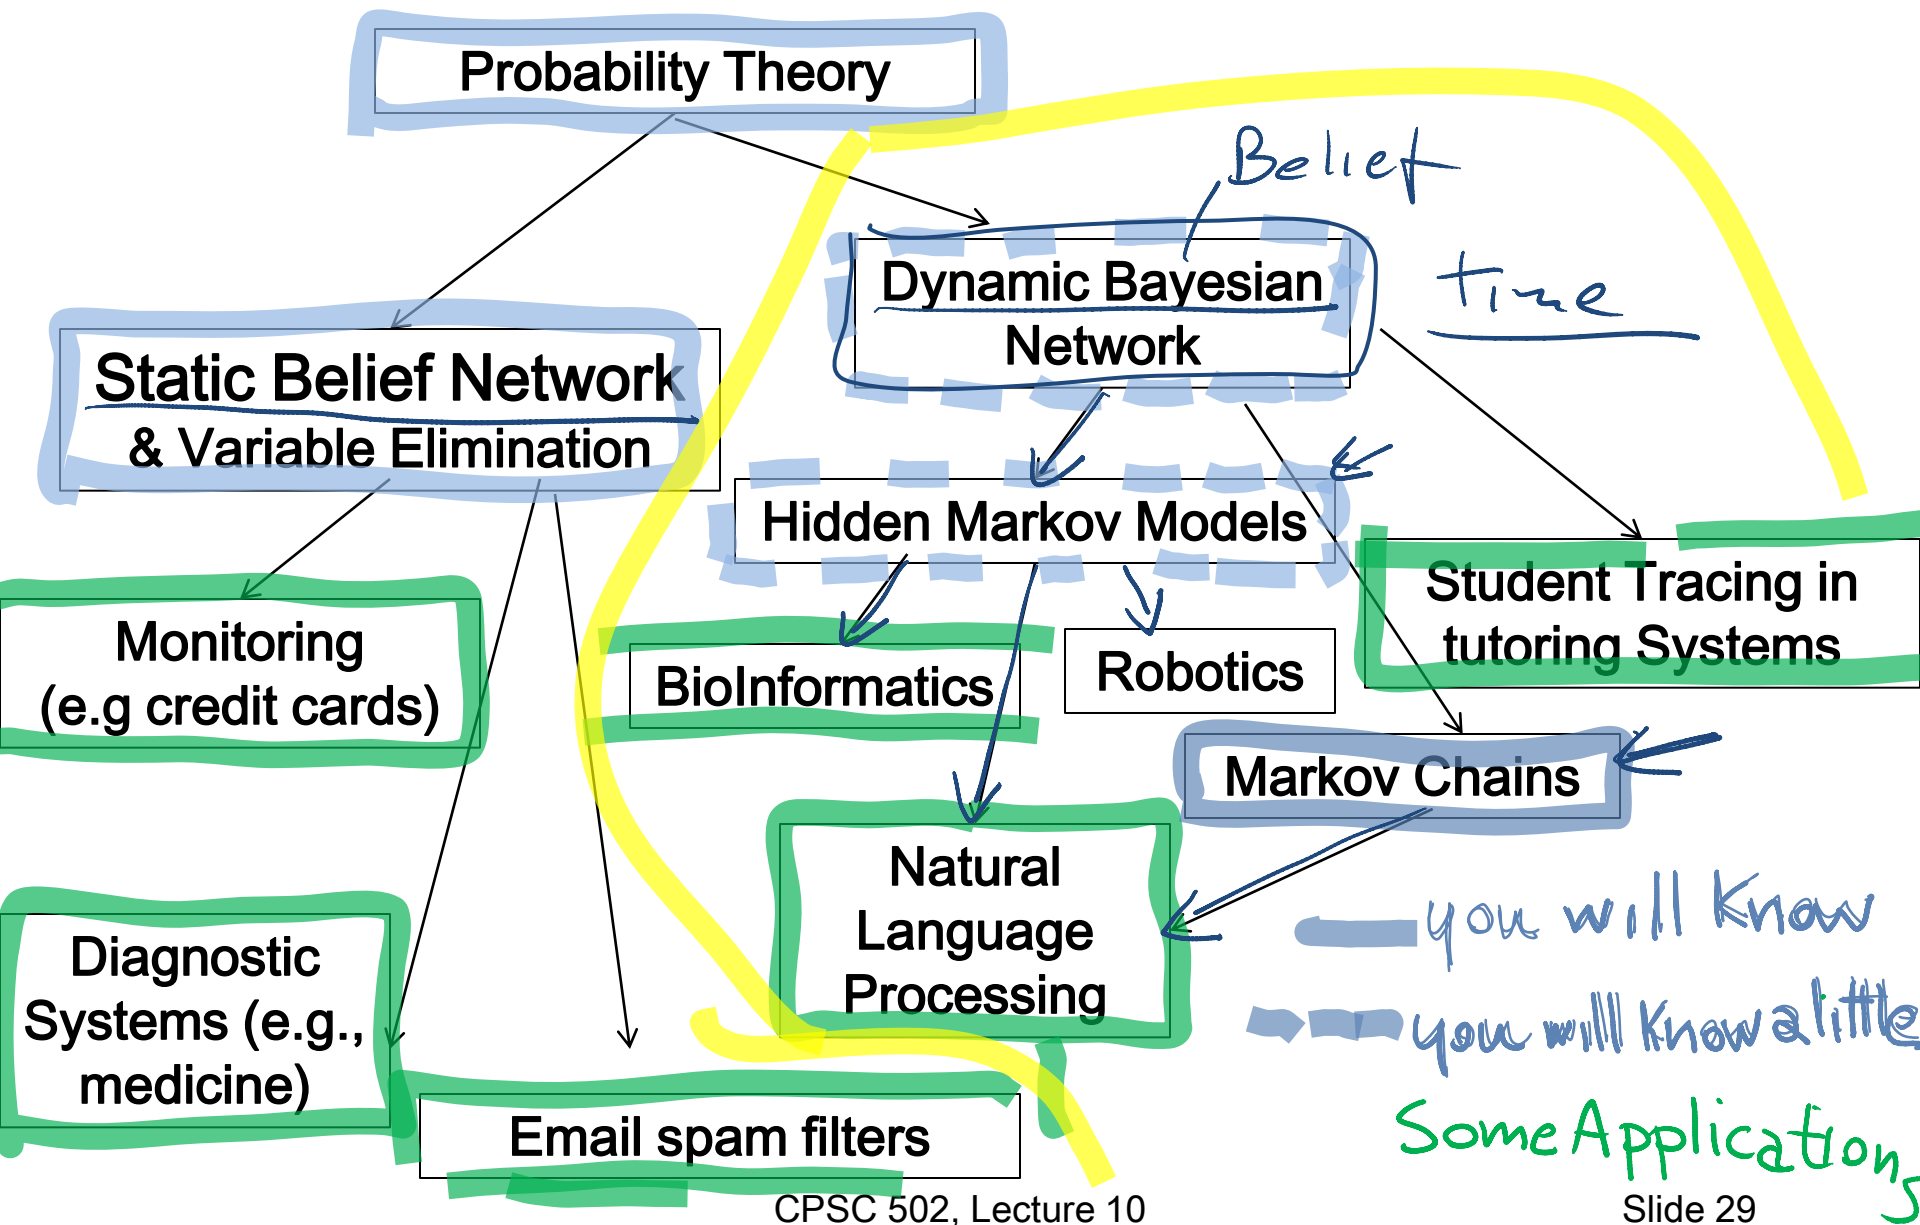 Probability Theory
Belief
Dynamic Bayesian
Network
time
Static Belief Network
& Variable Elimination
Hidden Markov Models
Student Tracing in
tutoring Systems
Monitoring
(e.g credit cards)
BioInformatics
Robotics
Markov Chains
Natural
Language
Processing
Diagnostic
Systems (e.g.,
medicine)
Email spam filters
you will Know
you will Know a little
Some Applications
CPSC 502, Lecture 10
Slide 29